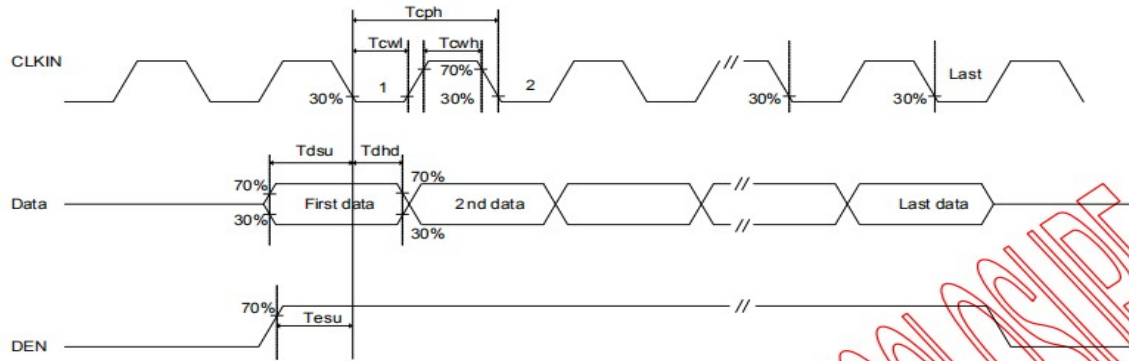 Tcph
Tcwl Tcwh
CLKIN 70% // Last
30% 1 30% 2 30% 30%
Tdsu Tdhd
70% 70%
Data First data 2nd data // // Last data
30% 30%
70% //
Tesu
DEN